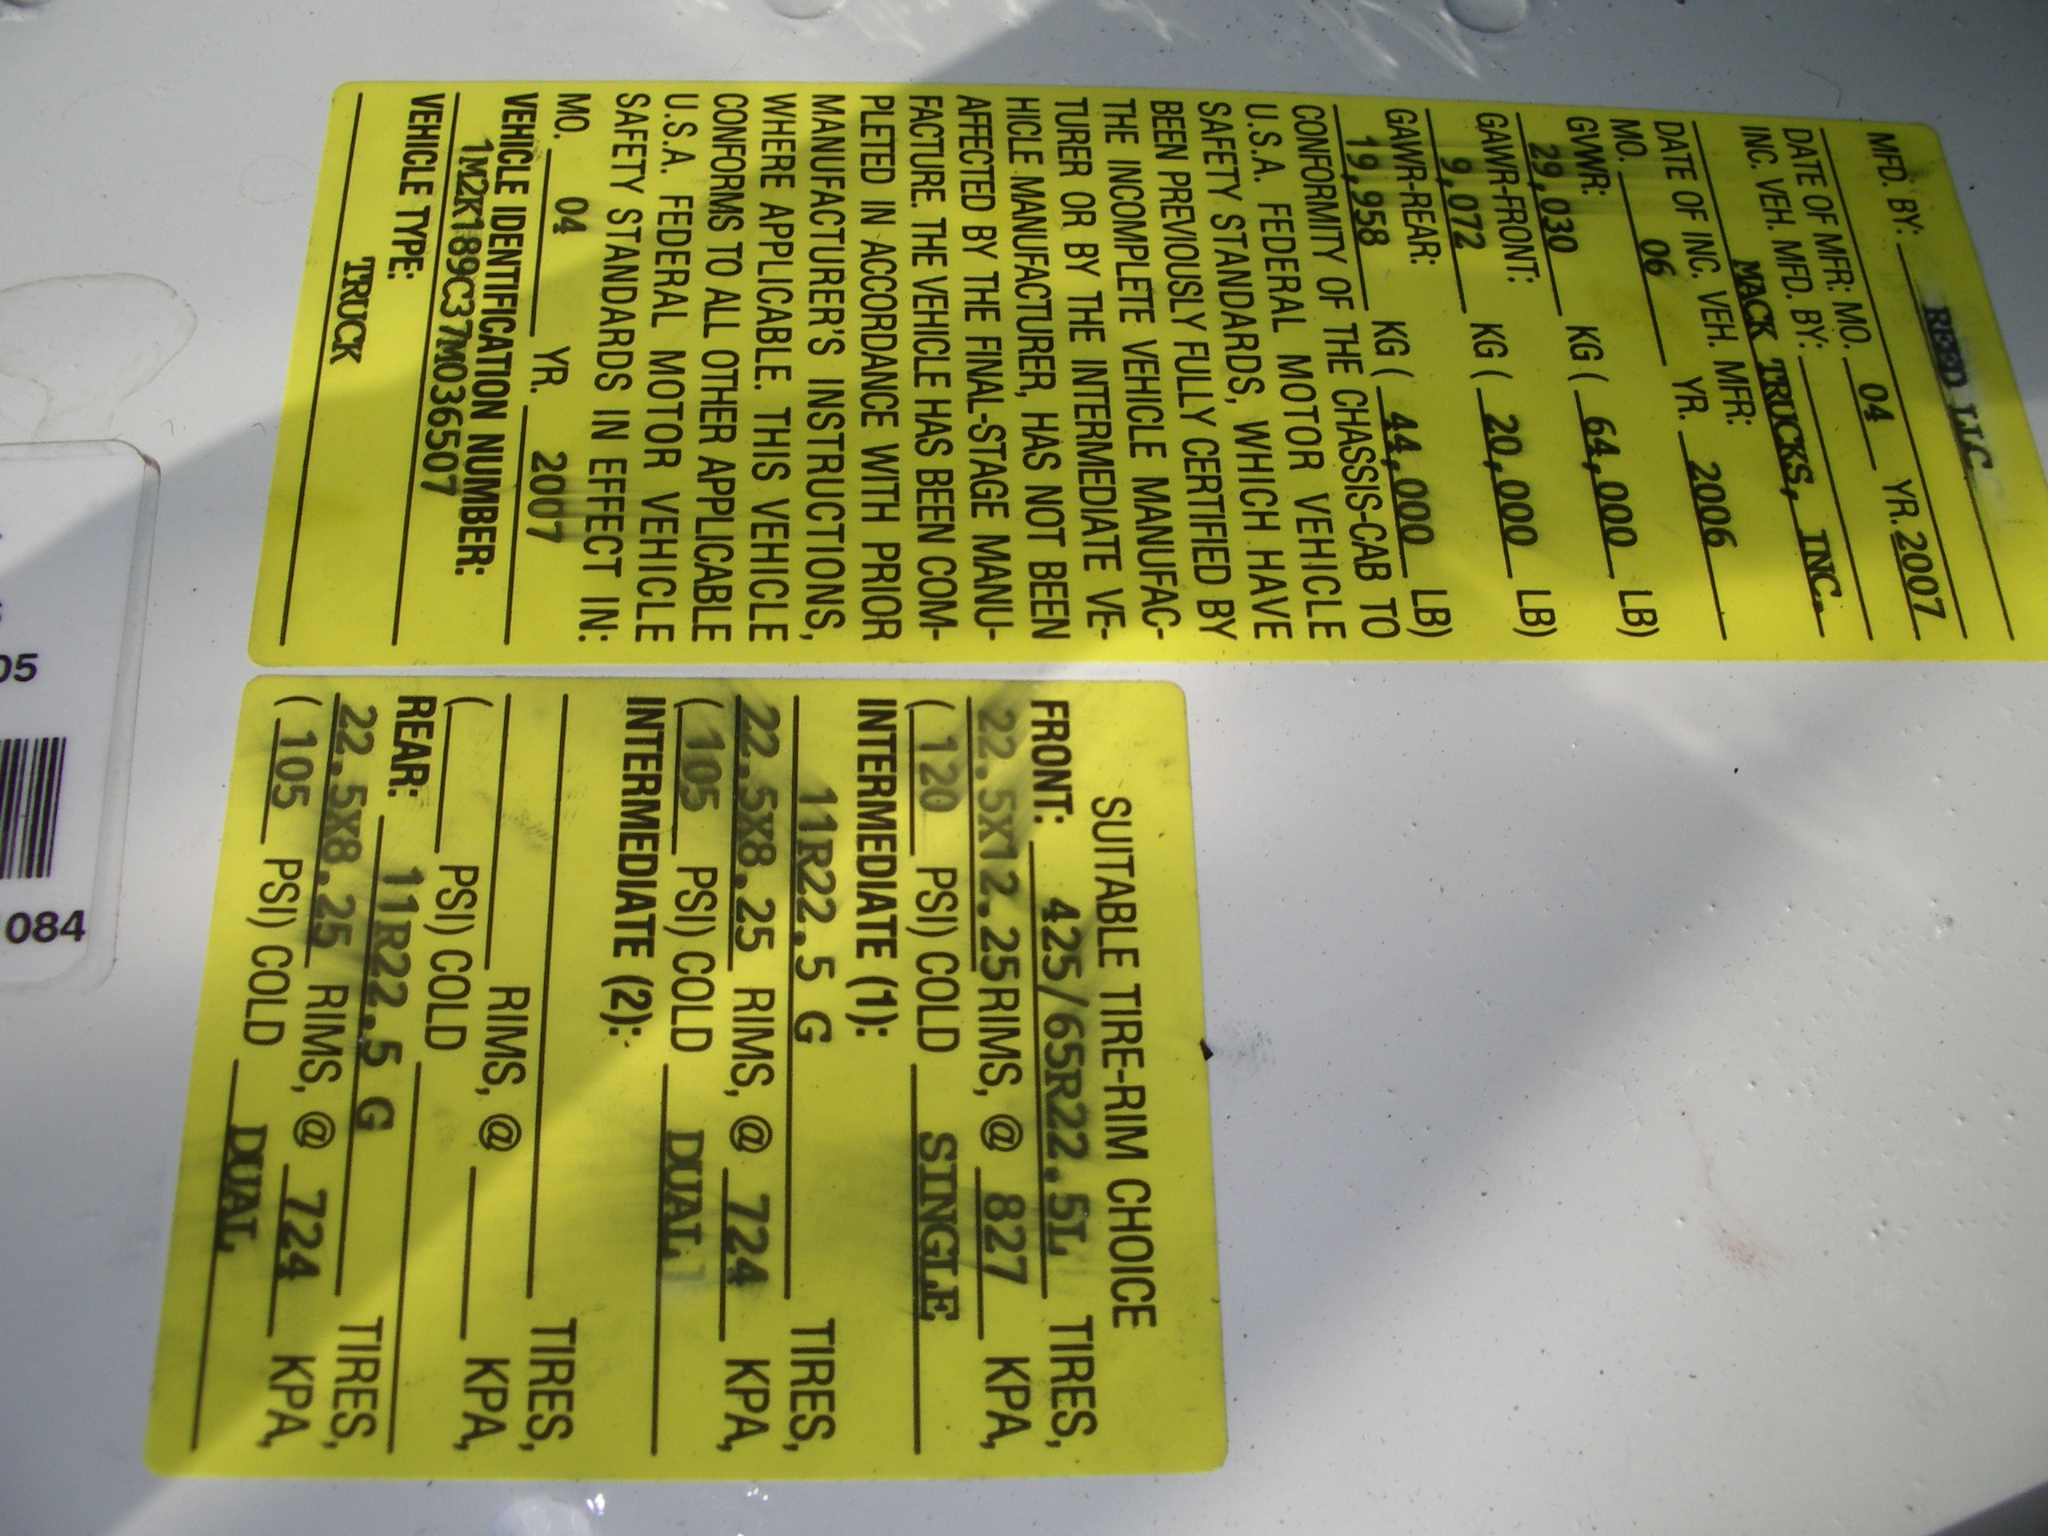 MFD. BY: REED LLC
DATE OF MFR: MO. 04 YR. 2007
INC. VEH. MFD. BY:
MACK TRUCKS, INC.
DATE OF INC. VEH. MFR:
MO. 06 YR. 2006
GVWR:
29,030 KG ( 64,000 LB)
GAWR-FRONT:
9,072 KG ( 20,000 LB)
GAWR-REAR:
19,958 KG ( 44,000 LB)
CONFORMITY OF THE CHASSIS-CAB TO
U.S.A. FEDERAL MOTOR VEHICLE
SAFETY STANDARDS, WHICH HAVE
BEEN PREVIOUSLY FULLY CERTIFIED BY
THE INCOMPLETE VEHICLE MANUFAC-
TURER OR BY THE INTERMEDIATE VE-
HICLE MANUFACTURER, HAS NOT BEEN
AFFECTED BY THE FINAL-STAGE MANU-
FACTURE. THE VEHICLE HAS BEEN COM-
PLETED IN ACCORDANCE WITH PRIOR
MANUFACTURER'S INSTRUCTIONS,
WHERE APPLICABLE. THIS VEHICLE
CONFORMS TO ALL OTHER APPLICABLE
U.S.A. FEDERAL MOTOR VEHICLE
SAFETY STANDARDS IN EFFECT IN:
MO. 04 YR. 2007
VEHICLE IDENTIFICATION NUMBER:
1M2K189C37M036507
VEHICLE TYPE:
TRUCK
SUITABLE TIRE-RIM CHOICE
FRONT: 425/65R22.5L TIRES,
22.5X12.25 RIMS, @ 827 KPA,
( 120 PSI) COLD SINGLE
INTERMEDIATE (1):
11R22.5 G TIRES,
22.5X8.25 RIMS, @ 724 KPA,
( 105 PSI) COLD DUAL
INTERMEDIATE (2):
TIRES,
RIMS, @ KPA,
( PSI) COLD
REAR: 11R22.5 G TIRES,
22.5X8.25 RIMS, @ 724 KPA,
( 105 PSI) COLD DUAL
05
084